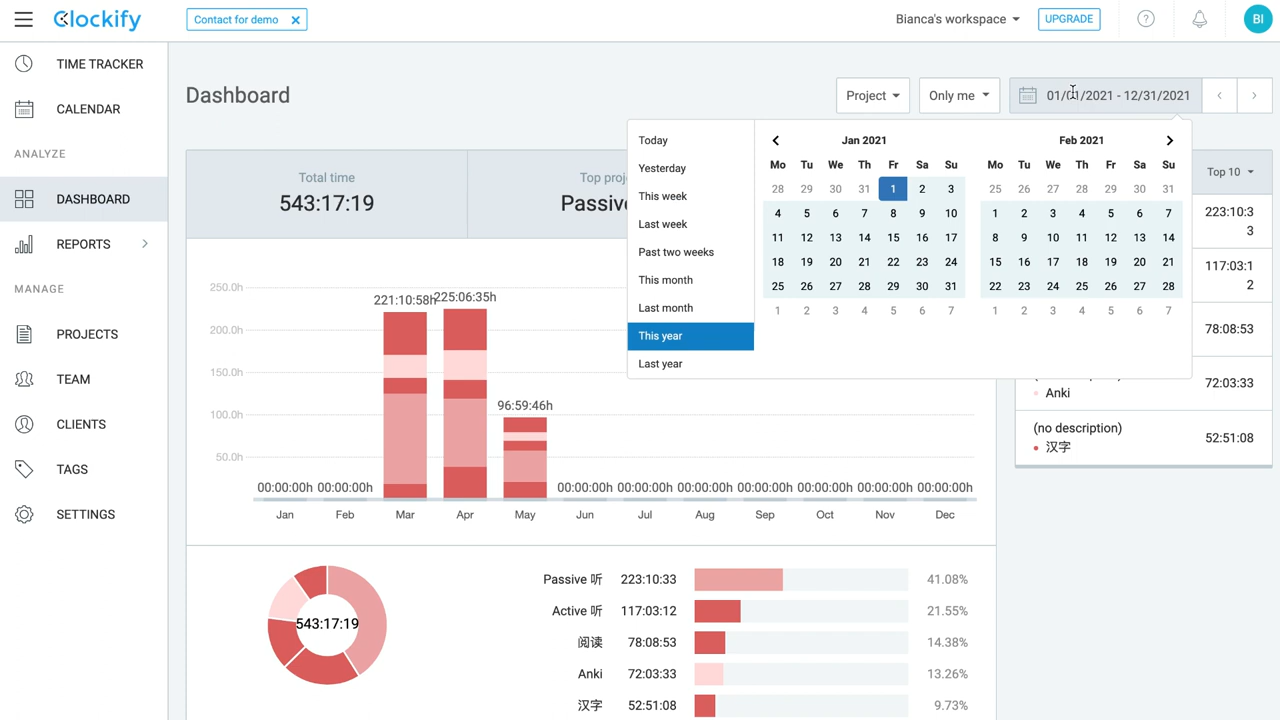 Clockify
Contact for demo ×
Bianca's workspace
UPGRADE
?
BI
TIME TRACKER
CALENDAR
ANALYZE
DASHBOARD
REPORTS
MANAGE
PROJECTS
TEAM
CLIENTS
TAGS
SETTINGS
Dashboard
Project
Only me
01/01/2021 - 12/31/2021
Today
Yesterday
This week
Last week
Past two weeks
This month
Last month
This year
Last year
Jan 2021
Mo Tu We Th Fr Sa Su
28 29 30 31 1 2 3
4 5 6 7 8 9 10
11 12 13 14 15 16 17
18 19 20 21 22 23 24
25 26 27 28 29 30 31
1 2 3 4 5 6 7
Feb 2021
Mo Tu We Th Fr Sa Su
25 26 27 28 29 30 31
1 2 3 4 5 6 7
8 9 10 11 12 13 14
15 16 17 18 19 20 21
22 23 24 25 26 27 28
1 2 3 4 5 6 7
Total time
543:17:19
Top proj
Passiv
Top 10
223:10:3
3
117:03:1
2
78:08:53
Anki
72:03:33
(no description)
汉字
52:51:08
250.0h
200.0h
150.0h
100.0h
50.0h
221:10:58h
225:06:35h
96:59:46h
00:00:00h 00:00:00h 00:00:00h 00:00:00h 00:00:00h 00:00:00h 00:00:00h 00:00:00h 00:00:00h
Jan Feb Mar Apr May Jun Jul Aug Sep Oct Nov Dec
543:17:19
Passive 听 223:10:33 41.08%
Active 听 117:03:12 21.55%
阅读 78:08:53 14.38%
Anki 72:03:33 13.26%
汉字 52:51:08 9.73%